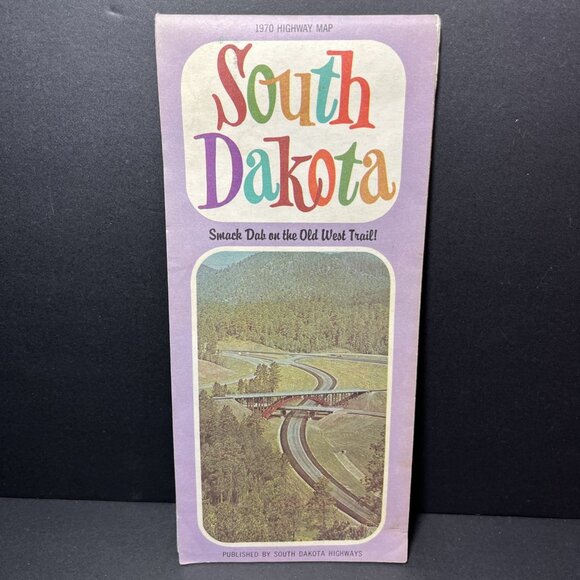 1970 HIGHWAY MAP
South
Dakota
Smack Dab on the Old West Trail!
PUBLISHED BY SOUTH DAKOTA HIGHWAYS